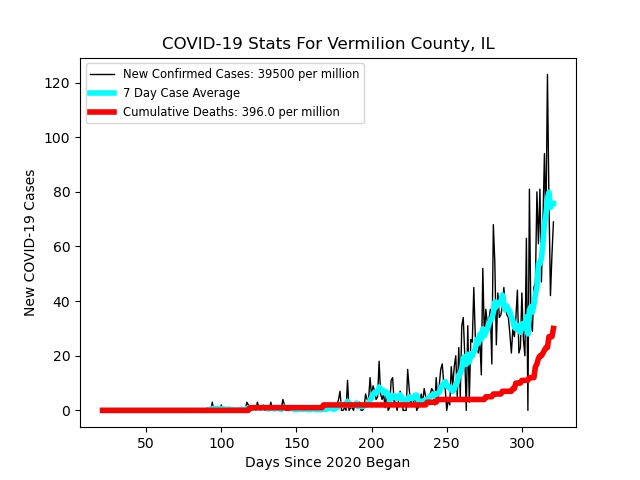 COVID-19 Stats For Vermilion County, IL
New Confirmed Cases: 39500 per million
7 Day Case Average
Cumulative Deaths: 396.0 per million
New COVID-19 Cases
120
100
80
60
40
20
0
50
100
150
200
250
300
Days Since 2020 Began